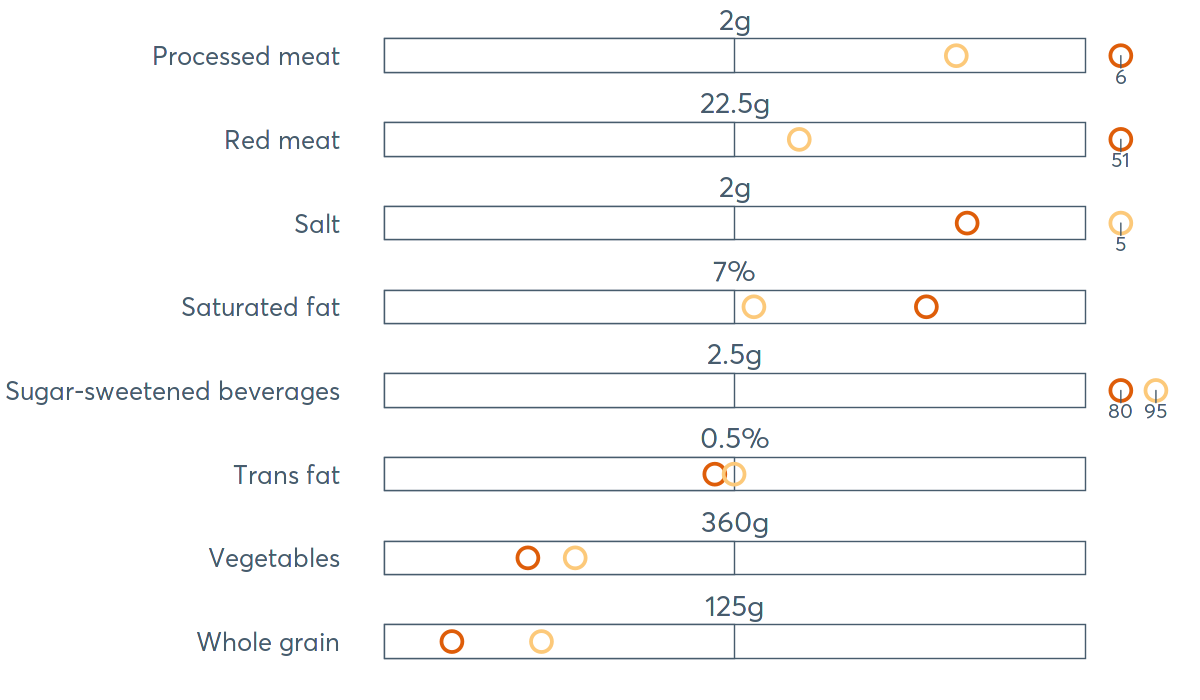 2g
Processed meat
6
22.5g
Red meat
51
2g
Salt
5
7%
Saturated fat
2.5g
Sugar-sweetened beverages
80 95
0.5%
Trans fat
360g
Vegetables
125g
Whole grain